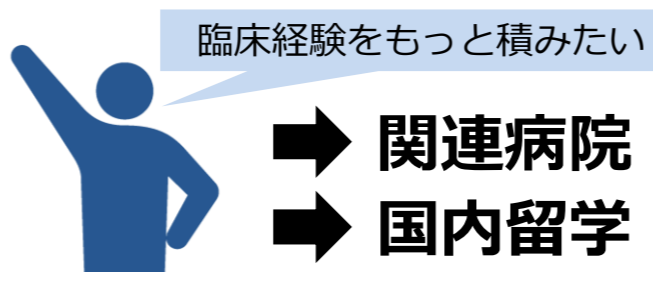 臨床経験をもっと積みたい
関連病院
国内留学